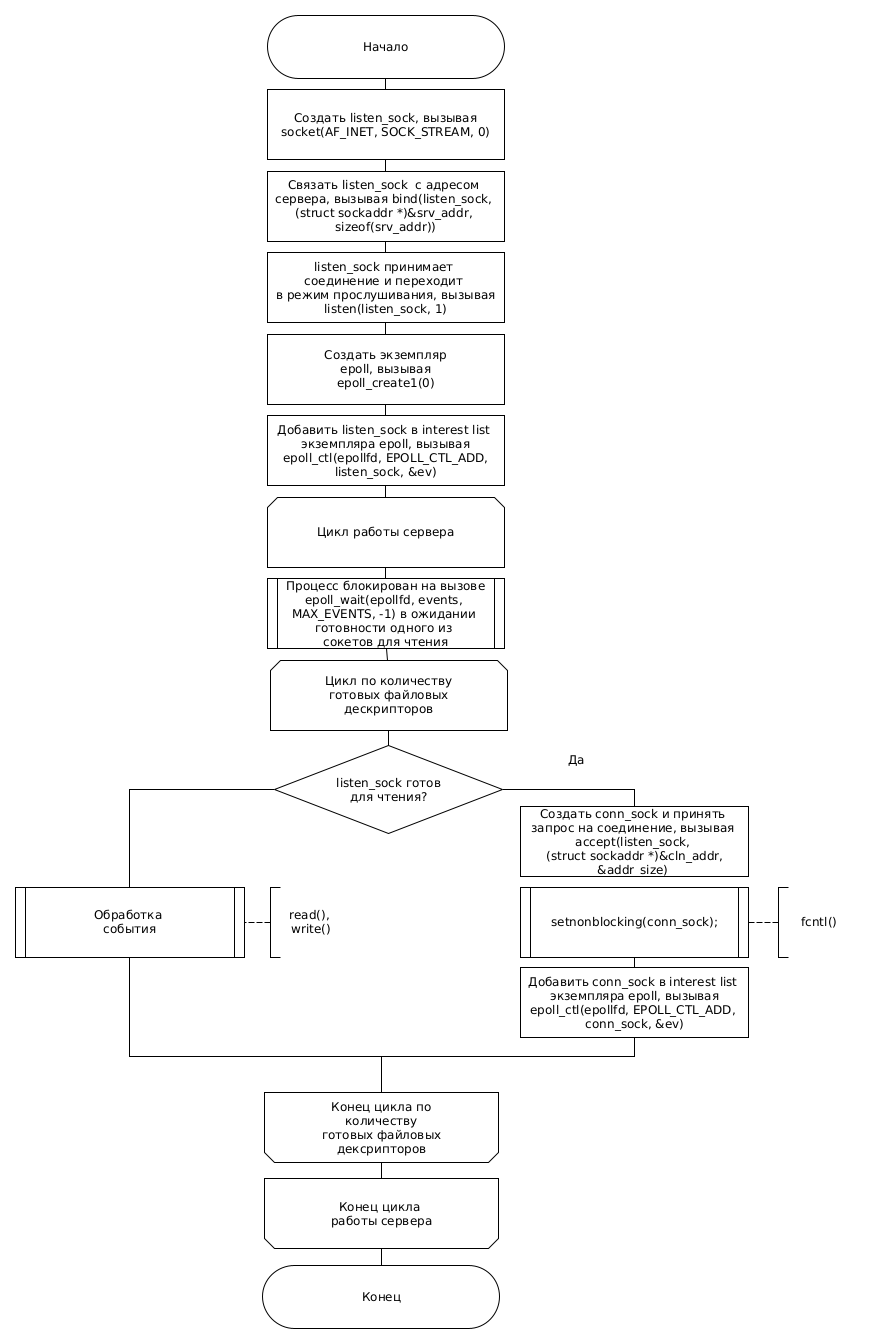 Начало
Создать listen_sock, вызывая
socket(AF_INET, SOCK_STREAM, 0)
Связать listen_sock с адресом
сервера, вызывая bind(listen_sock,
(struct sockaddr *)&srv_addr,
sizeof(srv_addr))
listen_sock принимает
соединение и переходит
в режим прослушивания, вызывая
listen(listen_sock, 1)
Создать экземпляр
epoll, вызывая
epoll_create1(0)
Добавить listen_sock в interest list
экземпляра epoll, вызывая
epoll_ctl(epollfd, EPOLL_CTL_ADD,
listen_sock, &ev)
Цикл работы сервера
Процесс блокирован на вызове
epoll_wait(epollfd, events,
MAX_EVENTS, -1) в ожидании
готовности одного из
сокетов для чтения
Цикл по количеству
готовых файловых
дескрипторов
listen_sock готов
для чтения?
Да
Создать conn_sock и принять
запрос на соединение, вызывая
accept(listen_sock,
(struct sockaddr *)&cln_addr,
&addr_size)
Обработка
события
read(),
write()
setnonblocking(conn_sock);
fcntl()
Добавить conn_sock в interest list
экземпляра epoll, вызывая
epoll_ctl(epollfd, EPOLL_CTL_ADD,
conn_sock, &ev)
Конец цикла по
количеству
готовых файловых
дексрипторов
Конец цикла
работы сервера
Конец